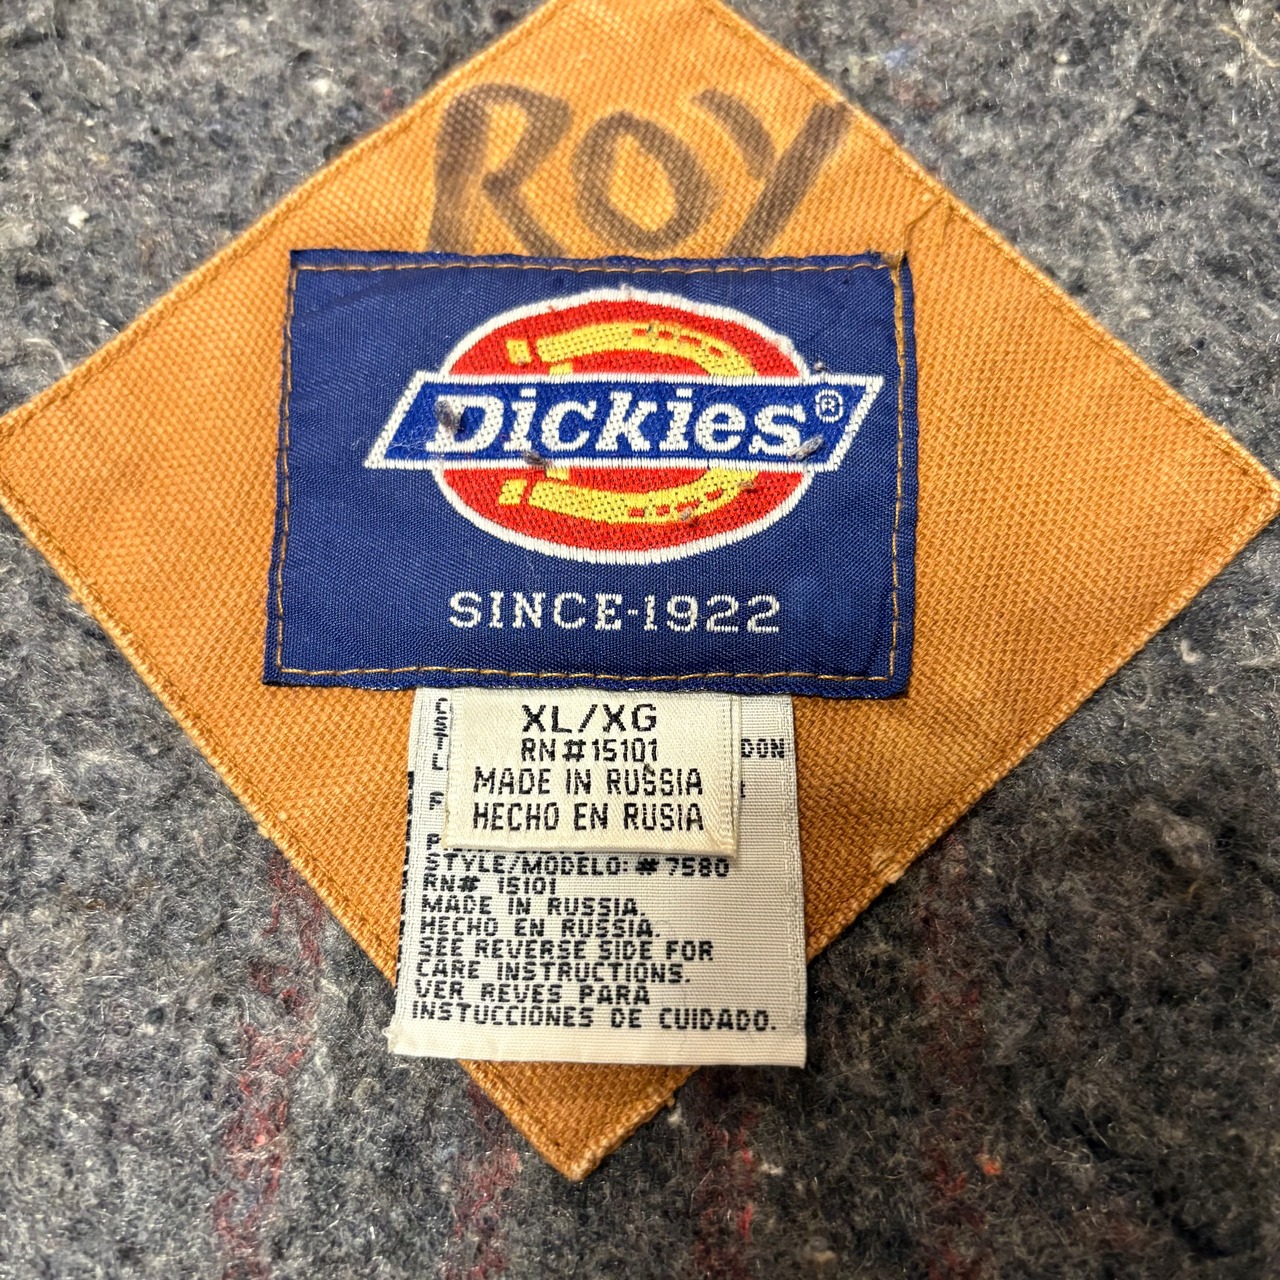 ROY
Dickies®
SINCE-1922
XL/XG
RN#15101
MADE IN RUSSIA
HECHO EN RUSIA
STYLE/MODELO: # 7580
RN# 15101
MADE IN RUSSIA.
HECHO EN RUSSIA.
SEE REVERSE SIDE FOR
CARE INSTRUCTIONS.
VER REVES PARA
INSTUCCIONES DE CUIDADO.